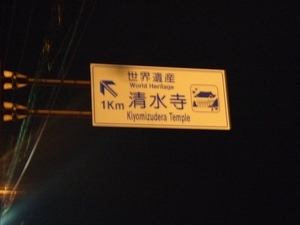 世界遺産
World Heritage
1Km 清水寺
Kiyomizudera Temple